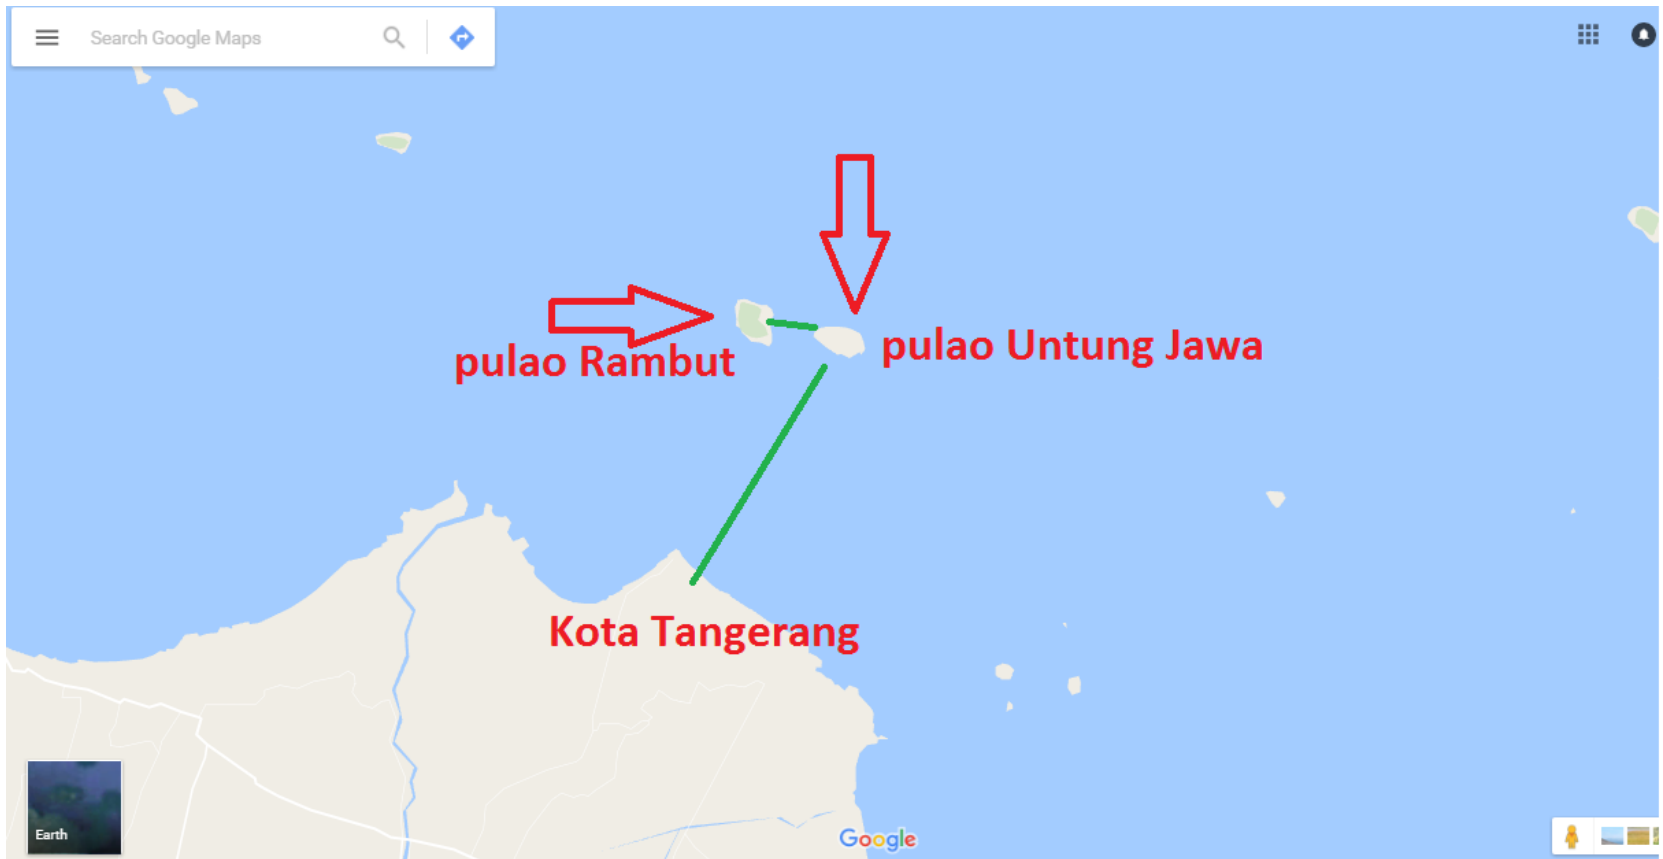 Search Google Maps
pulao Rambut
pulao Untung Jawa
Kota Tangerang
Earth
Google